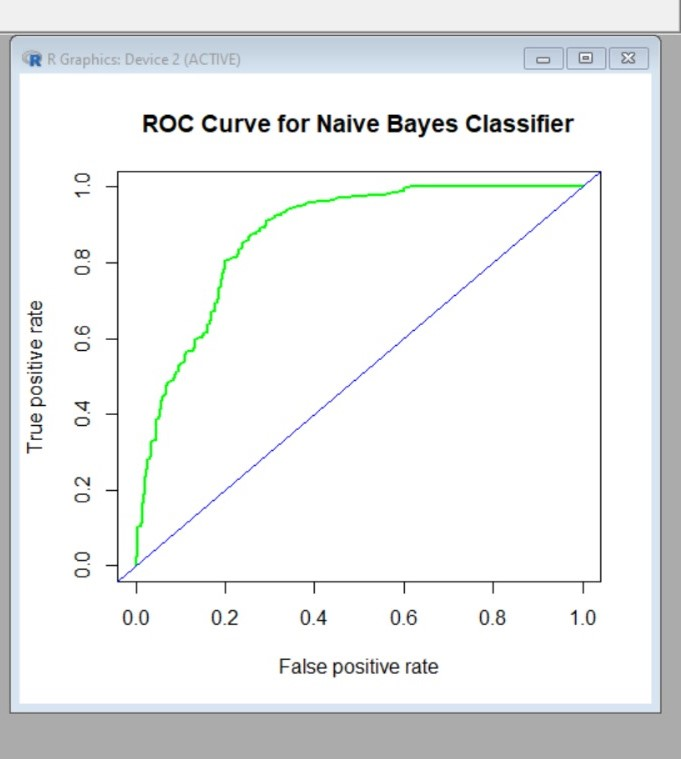 R Graphics: Device 2 (ACTIVE)
ROC Curve for Naive Bayes Classifier
True positive rate
1.0
0.8
0.6
0.4
0.2
0.0
0.0 0.2 0.4 0.6 0.8 1.0
False positive rate